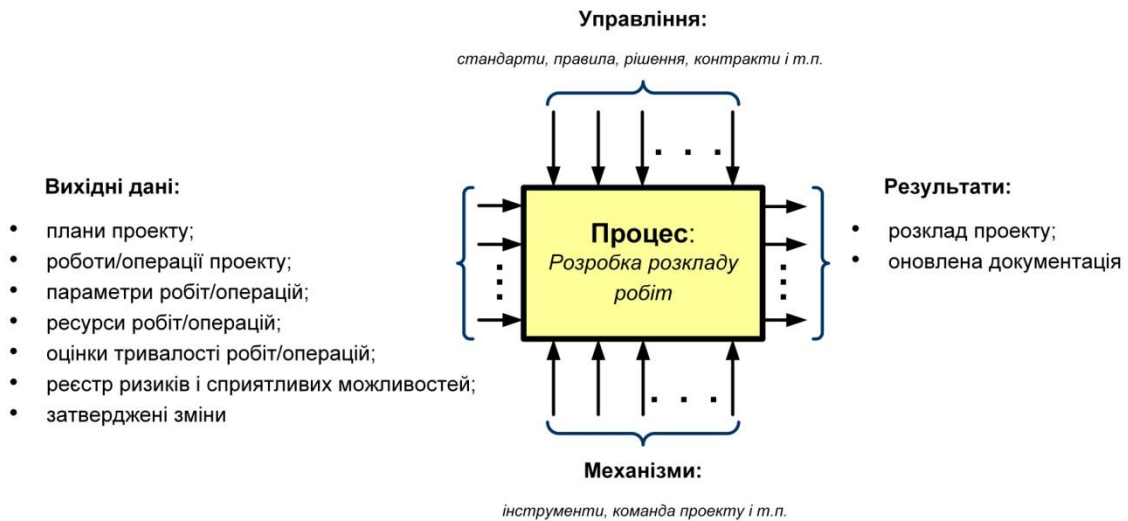 Управління:
стандарти, правила, рішення, контракти і т.п.
Вихідні дані:
• плани проекту;
• роботи/операції проекту;
• параметри робіт/операцій;
• ресурси робіт/операцій;
• оцінки тривалості робіт/операцій;
• реєстр ризиків і сприятливих можливостей;
• затверджені зміни
Процес:
Розробка розкладу
робіт
Результати:
• розклад проекту;
• оновлена документація
Механізми:
інструменти, команда проекту і т.п.